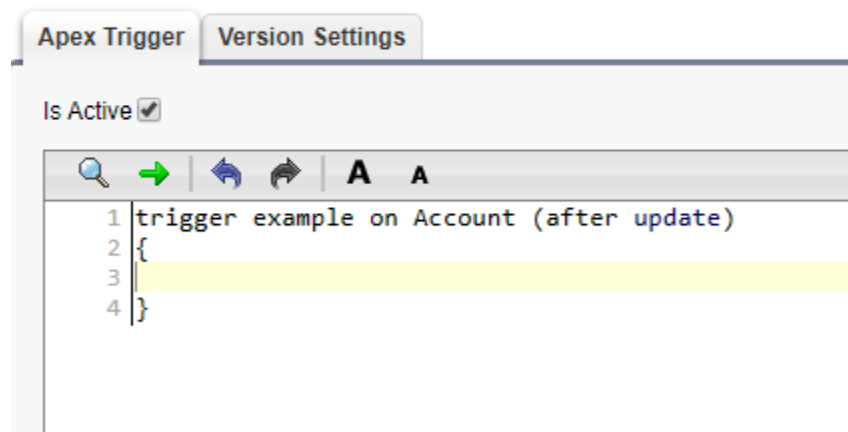 Apex Trigger Version Settings
Is Active
A A
1 trigger example on Account (after update)
2 {
3
4 }